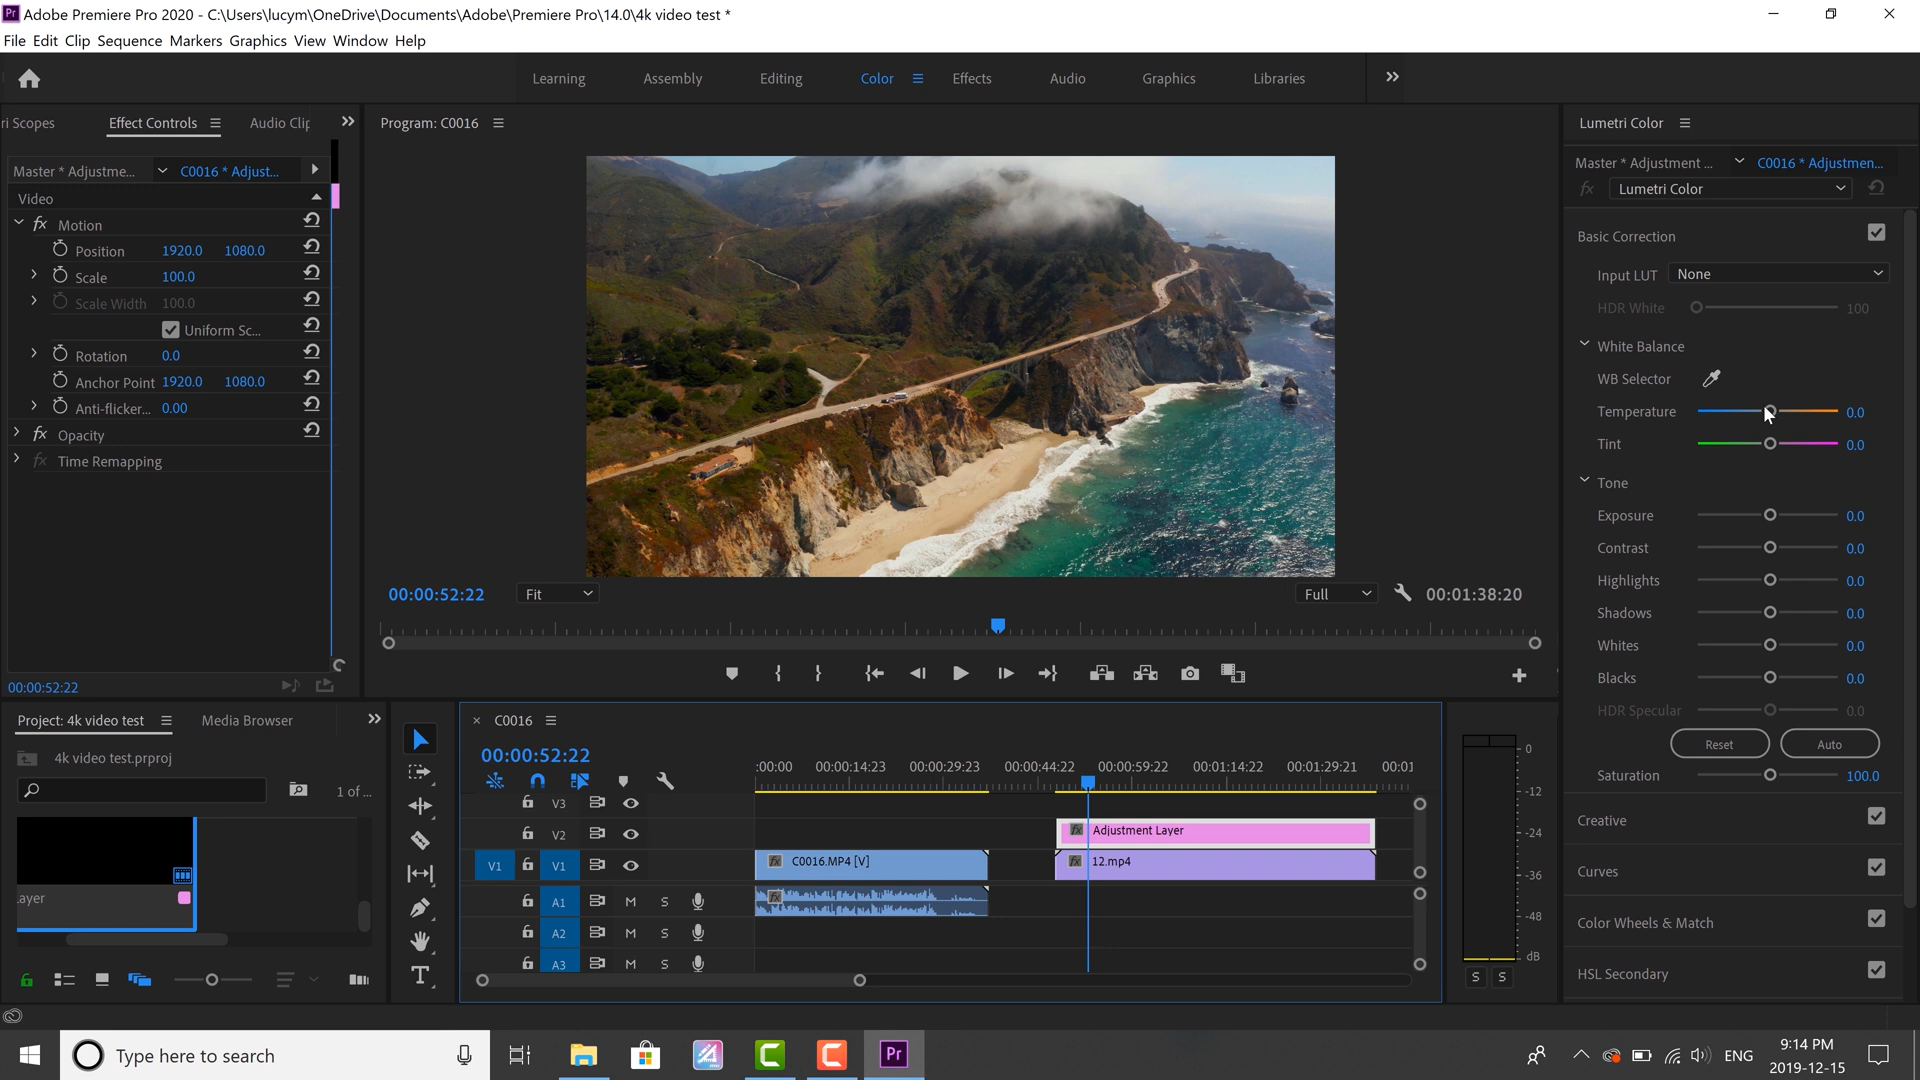 Pr Adobe Premiere Pro 2020 - C:\Users\lucym\OneDrive\Documents\Adobe\Premiere Pro\14.0\4k video test *
File Edit Clip Sequence Markers Graphics View Window Help
Learning Assembly Editing Color Effects Audio Graphics Libraries
ri Scopes Effect Controls Audio Clip
Program: C0016
Lumetri Color
Master * Adjustme... C0016 * Adjust...
Video
fx Motion
Position 1920.0 1080.0
Scale 100.0
Scale Width 100.0
Uniform Sc...
Rotation 0.0
Anchor Point 1920.0 1080.0
Anti-flicker... 0.00
fx Opacity
fx Time Remapping
00:00:52:22
00:00:52:22 Fit Full 00:01:38:20
Master * Adjustment ... C0016 * Adjustmen...
fx Lumetri Color
Basic Correction
Input LUT None
HDR White 100
White Balance
WB Selector
Temperature 0.0
Tint 0.0
Tone
Exposure 0.0
Contrast 0.0
Highlights 0.0
Shadows 0.0
Whites 0.0
Blacks 0.0
HDR Specular 0.0
Reset Auto
Saturation 100.0
Creative
Curves
Color Wheels & Match
HSL Secondary
Project: 4k video test Media Browser
4k video test.prproj
1 of ...
ayer
T
C0016
00:00:52:22
:00:00 00:00:14:23 00:00:29:23 00:00:44:22 00:00:59:22 00:01:14:22 00:01:29:21 00:01
V3
V2 fx Adjustment Layer
V1 V1 fx C0016.MP4 [V] fx 12.mp4
A1 M S fx
A2 M S
A3 M S
0
-12
-24
-36
-48
dB
S S
Type here to search
Pr
ENG
9:14 PM
2019-12-15